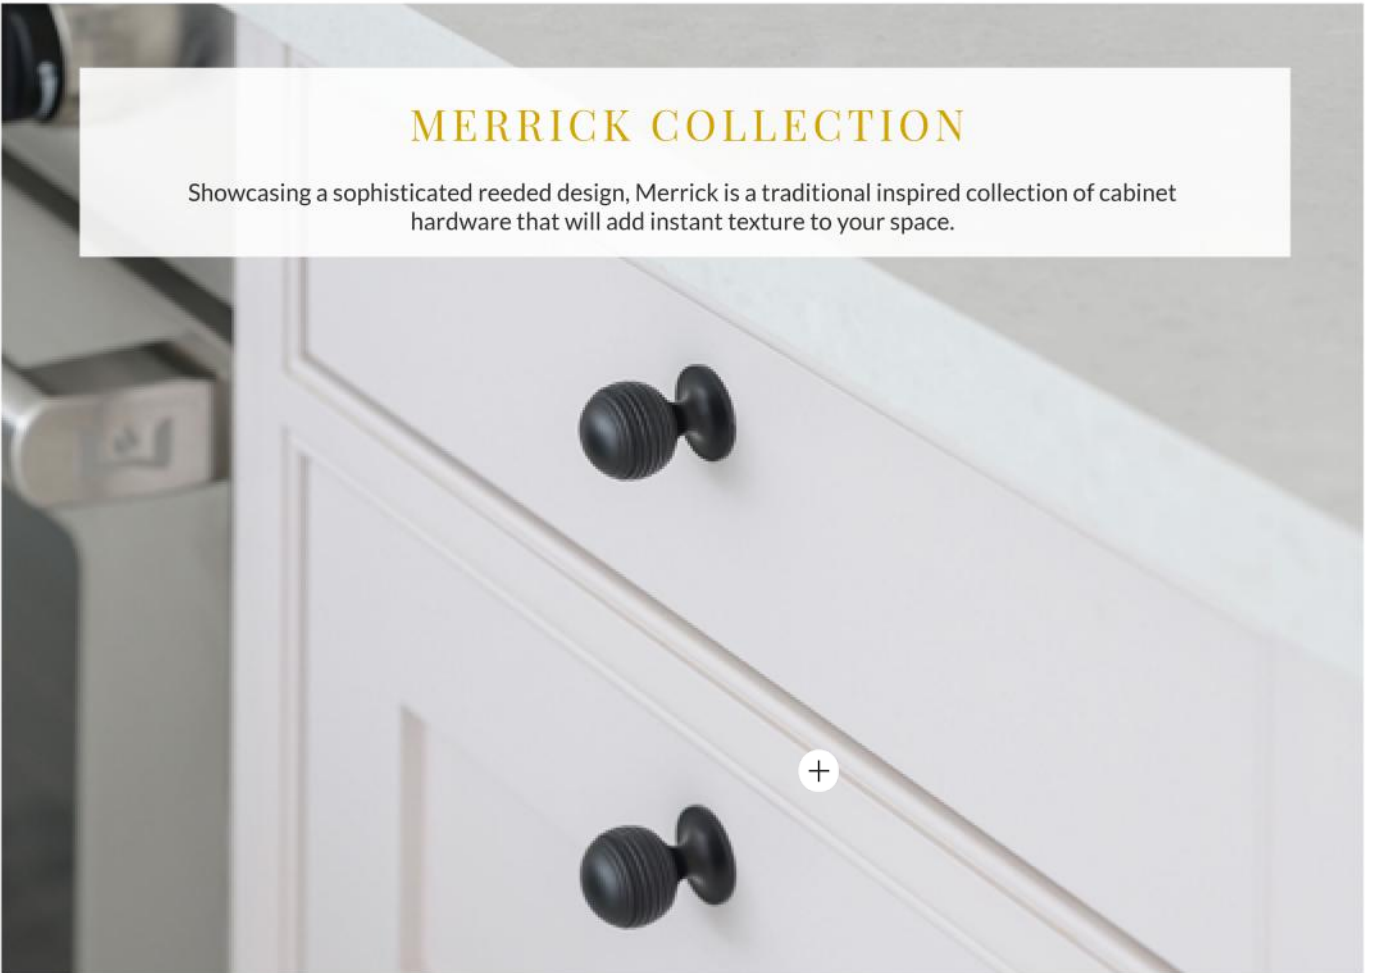 MERRICK COLLECTION
Showcasing a sophisticated reeded design, Merrick is a traditional inspired collection of cabinet
hardware that will add instant texture to your space.